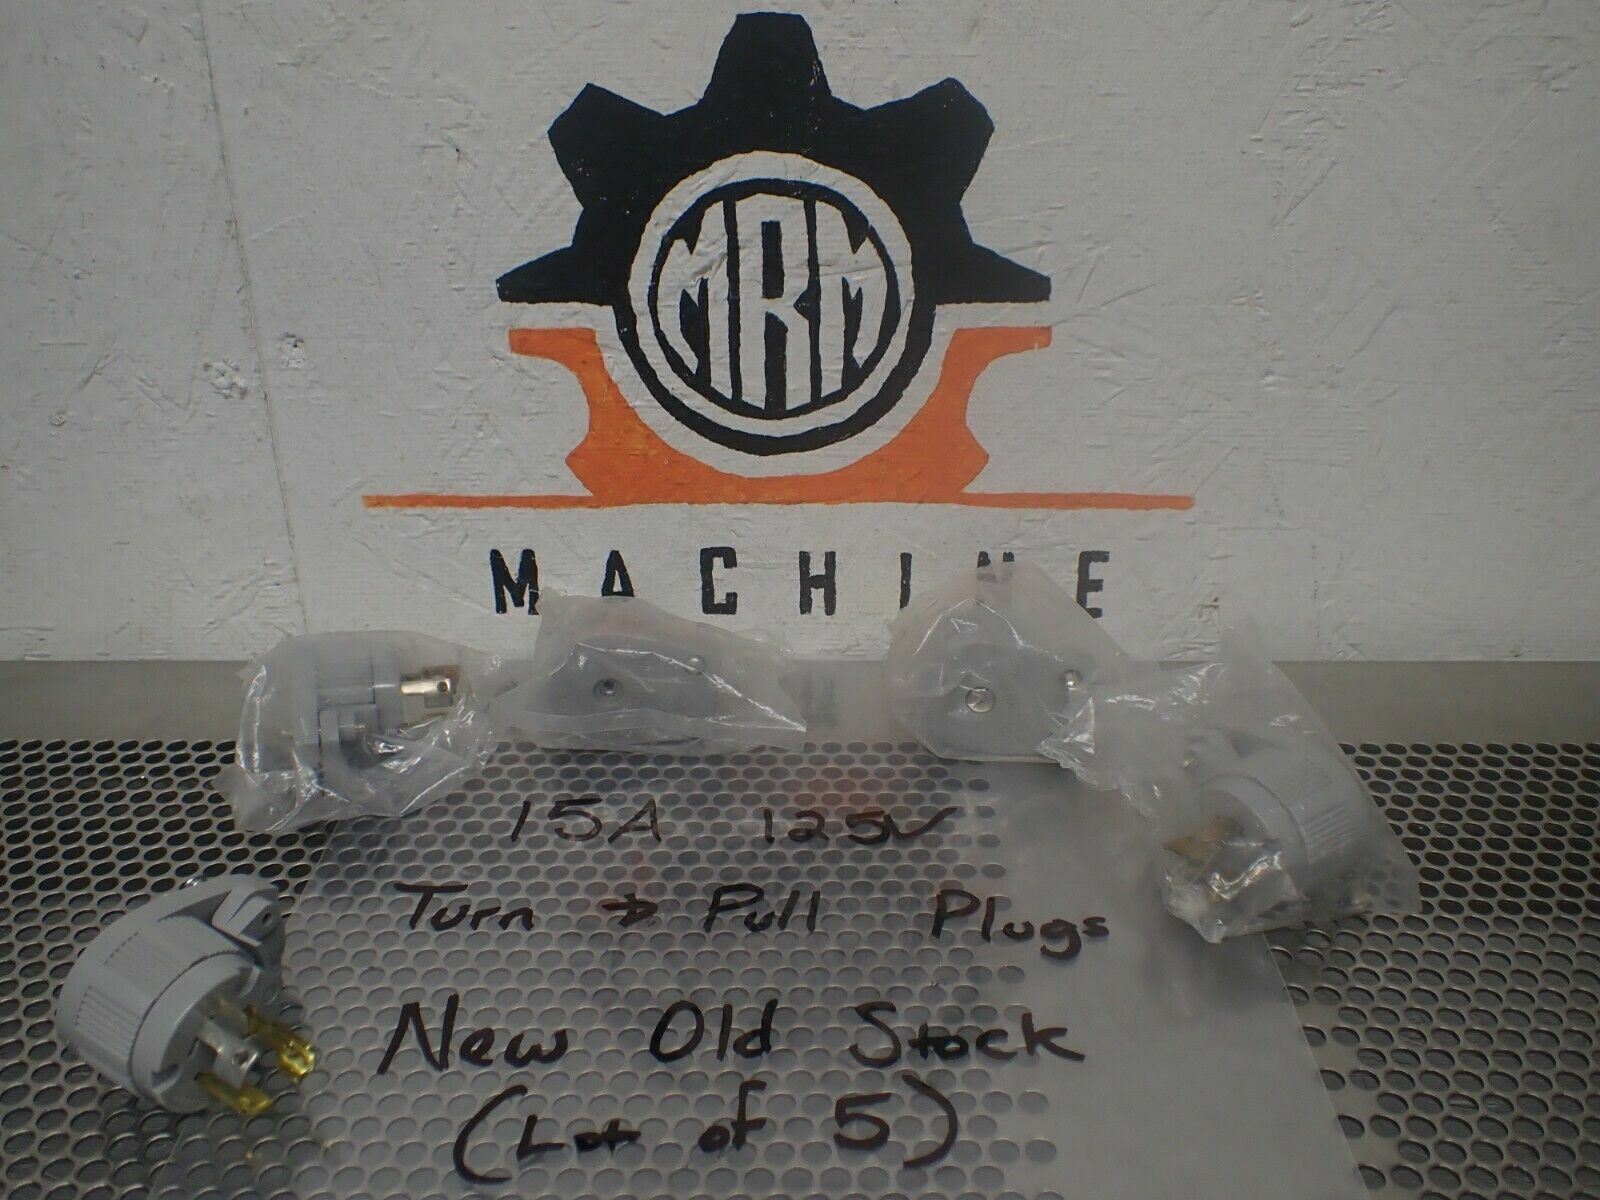 MRM
MACHINE
15A 125V
Turn → Pull Plugs
New Old Stock
(Lot of 5)